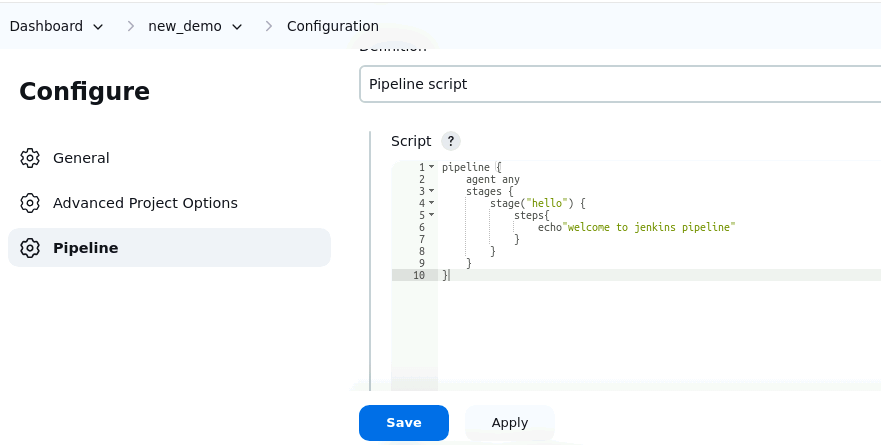 Dashboard > new_demo > Configuration
Configure
General
Advanced Project Options
Pipeline
Definition
Pipeline script
Script ?
1 pipeline {
2     agent any
3     stages {
4         stage("hello") {
5             steps{
6                 echo"welcome to jenkins pipeline"
7             }
8         }
9     }
10 }
Save Apply